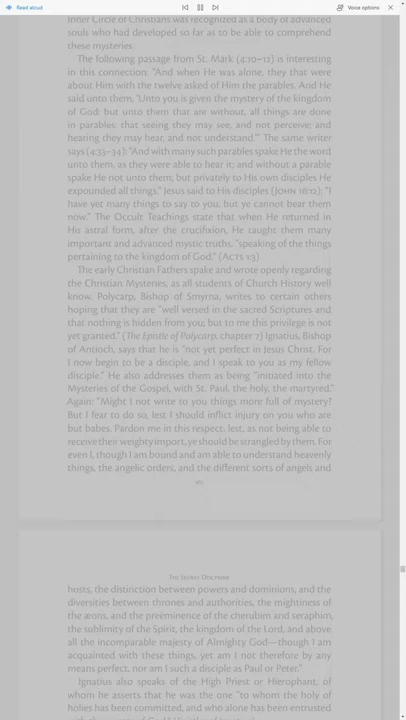 Read aloud
Voice options
Inner Circle of Christians was recognized as a body of advanced
souls who had developed so far as to be able to comprehend
these mysteries.
The following passage from St. Mark (4:10–12) is interesting
in this connection: "And when He was alone, they that were
about Him with the twelve asked of Him the parables. And He
said unto them, 'Unto you is given the mystery of the kingdom
of God: but unto them that are without, all things are done
in parables: that seeing they may see, and not perceive; and
hearing they may hear, and not understand.'" The same writer
says (4:33–34): "And with many such parables spake He the word
unto them, as they were able to hear it; and without a parable
spake He not unto them; but privately to His own disciples He
expounded all things." Jesus said to His disciples (John 16:12); "I
have yet many things to say to you, but ye cannot bear them
now." The Occult Teachings state that when He returned in
His astral form, after the crucifixion, He taught them many
important and advanced mystic truths, "speaking of the things
pertaining to the kingdom of God." (Acts 1:3)
The early Christian Fathers spake and wrote openly regarding
the Christian Mysteries, as all students of Church History well
know. Polycarp, Bishop of Smyrna, writes to certain others
hoping that they are "well versed in the sacred Scriptures and
that nothing is hidden from you; but to me this privilege is not
yet granted." (The Epistle of Polycarp, chapter 7) Ignatius, Bishop
of Antioch, says that he is "not yet perfect in Jesus Christ. For
I now begin to be a disciple, and I speak to you as my fellow
disciple." He also addresses them as being "initiated into the
Mysteries of the Gospel, with St. Paul, the holy, the martyred."
Again: "Might I not write to you things more full of mystery?
But I fear to do so, lest I should inflict injury on you who are
but babes. Pardon me in this respect; lest, as not being able to
receive their weighty import, ye should be strangled by them. For
even I, though I am bound and am able to understand heavenly
things, the angelic orders, and the different sorts of angels and
The Secret Doctrine
hosts, the distinction between powers and dominions, and the
diversities between thrones and authorities, the mightiness of
the æons, and the preëminence of the cherubim and seraphim,
the sublimity of the Spirit, the kingdom of the Lord, and above
all the incomparable majesty of Almighty God—though I am
acquainted with these things, yet am I not therefore by any
means perfect, nor am I such a disciple as Paul or Peter."
Ignatius also speaks of the High Priest or Hierophant, of
whom he asserts that he was the one "to whom the holy of
holies has been committed, and who alone has been entrusted